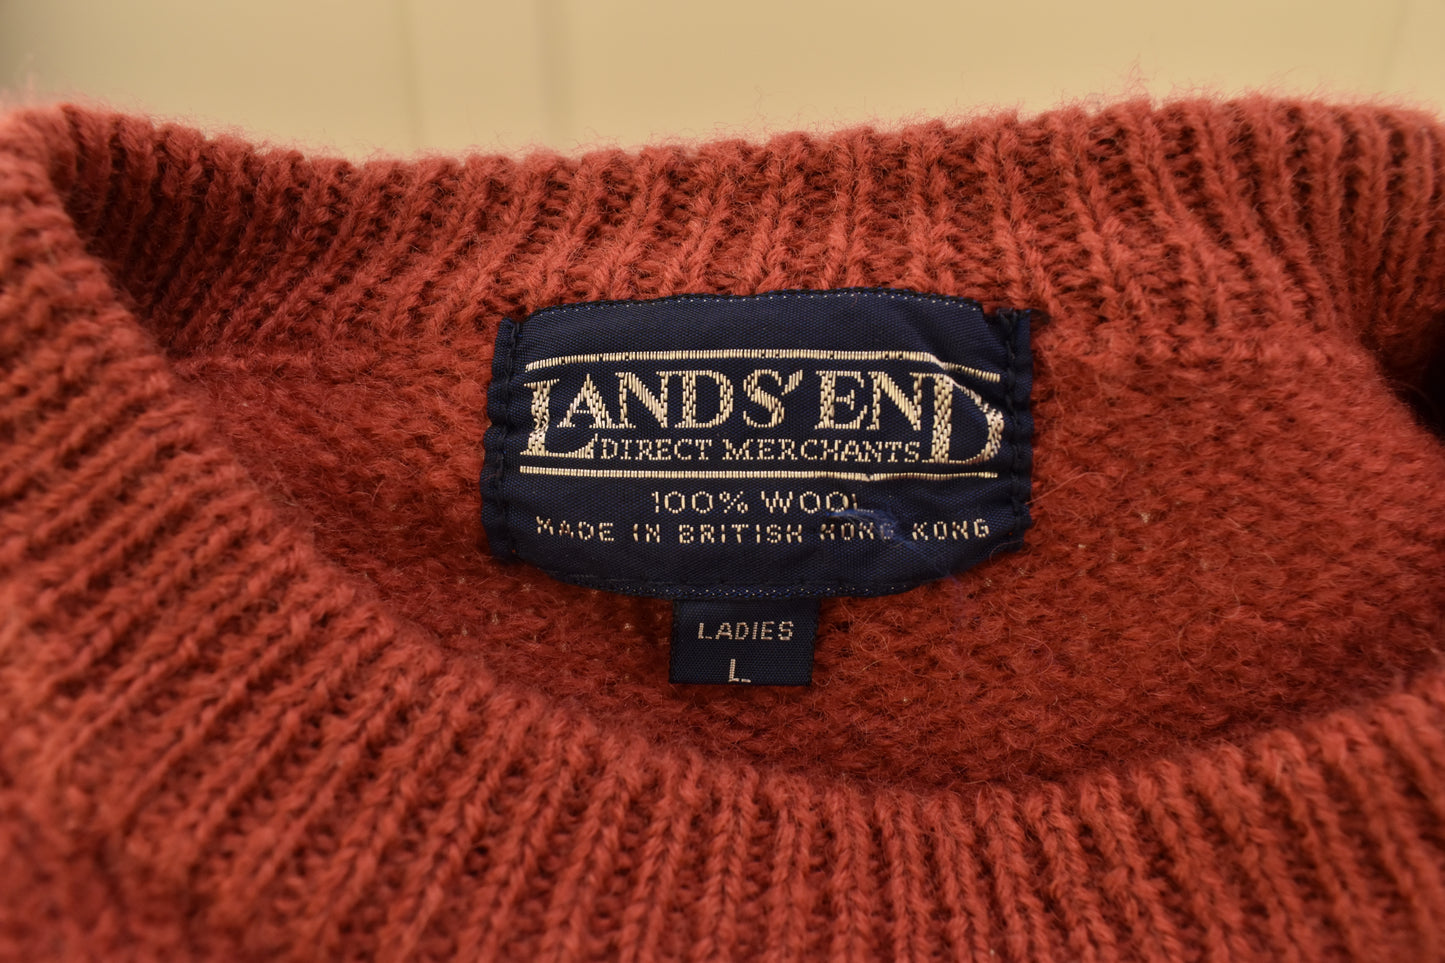 LANDS' END
DIRECT MERCHANTS
100% WOOL
MADE IN BRITISH HONG KONG
LADIES
L